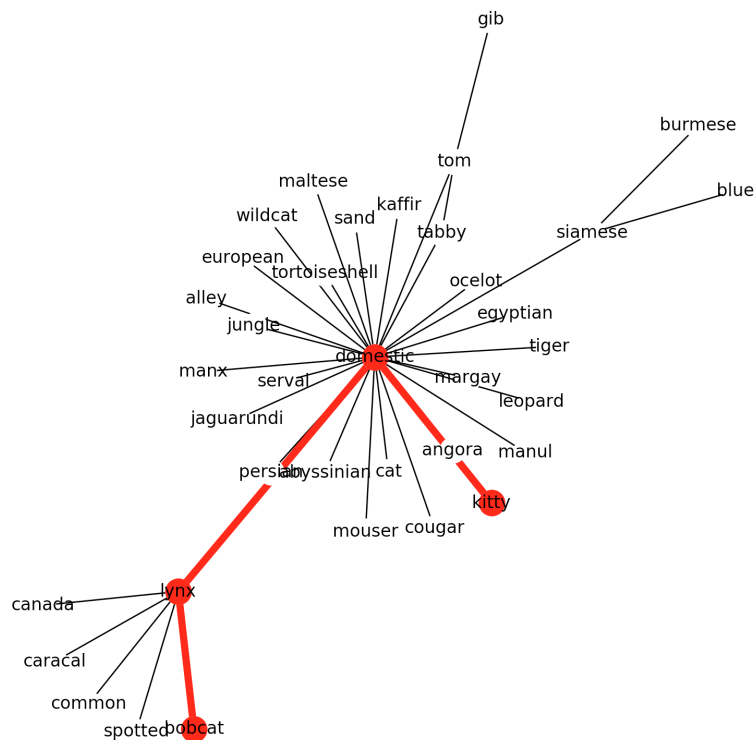 gib
burmese
tom
maltese
blue
kaffir
wildcat
sand
tabby
siamese
european
tortoiseshell
ocelot
alley
egyptian
jungle
tiger
domestic
manx
margay
serval
leopard
jaguarundi
angora
manul
persian
abyssinian
cat
kitty
mouser
cougar
lynx
canada
caracal
common
spotted
bobcat